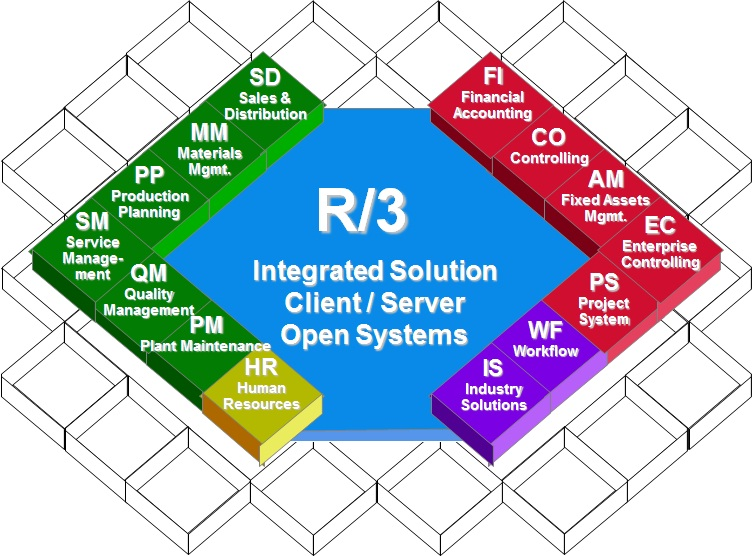 SD
Sales &
Distribution
MM
Materials
Mgmt.
PP
Production
Planning
SM
Service
Manage-
ment
QM
Quality
Management
PM
Plant Maintenance
HR
Human
Resources
R/3
Integrated Solution
Client / Server
Open Systems
FI
Financial
Accounting
CO
Controlling
AM
Fixed Assets
Mgmt.
EC
Enterprise
Controlling
PS
Project
System
WF
Workflow
IS
Industry
Solutions